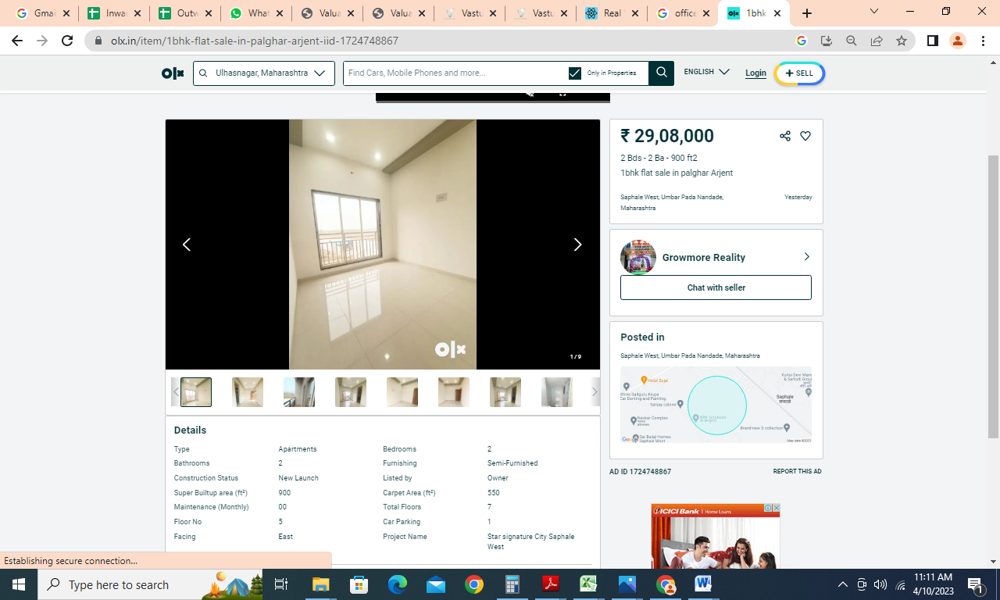 Gmai
Inwar
Outw
What
Valua
Valua
Vastu
Vastu
Real
office
1bhk
olx.in/item/1bhk-flat-sale-in-palghar-arjent-iid-1724748867
olx
Ulhasnagar, Maharashtra
Find Cars, Mobile Phones and more...
Only in Properties
ENGLISH
Login
+ SELL
olx
1 / 9
₹ 29,08,000
2 Bds - 2 Ba - 900 ft2
1bhk flat sale in palghar Arjent
Saphale West, Umbar Pada Nandade,
Maharashtra
Yesterday
Growmore Reality
Chat with seller
Posted in
Saphale West, Umbar Pada Nandade, Maharashtra
Hotel Sujal
Shree Sadguru Krupa
Car Denting and Painting
Sanjay cabiner
Saphale
Navkar Complex
NRK Solutions
Brand new D collection
Sai Balaji Homes
Saphale West
Google
AD ID 1724748867
REPORT THIS AD
Details
Type Apartments Bedrooms 2
Bathrooms 2 Furnishing Semi-Furnished
Construction Status New Launch Listed by Owner
Super Builtup area (ft²) 900 Carpet Area (ft²) 550
Maintenance (Monthly) 00 Total Floors 7
Floor No 5 Car Parking 1
Facing East Project Name Star signature City Saphale
West
ICICI Bank | Home Loans
Establishing secure connection...
Type here to search
11:11 AM
4/10/2023
1